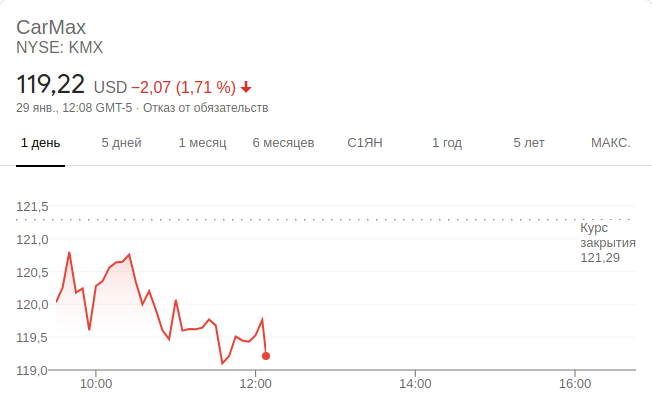 CarMax
NYSE: KMX
119,22 USD −2,07 (1,71 %)
29 янв., 12:08 GMT-5 · Отказ от обязательств
1 день 5 дней 1 месяц 6 месяцев С1ЯН 1 год 5 лет МАКС.
121,5
Курс
121,0 закрытия
121,29
120,5
120,0
119,5
119,0
10:00 12:00 14:00 16:00